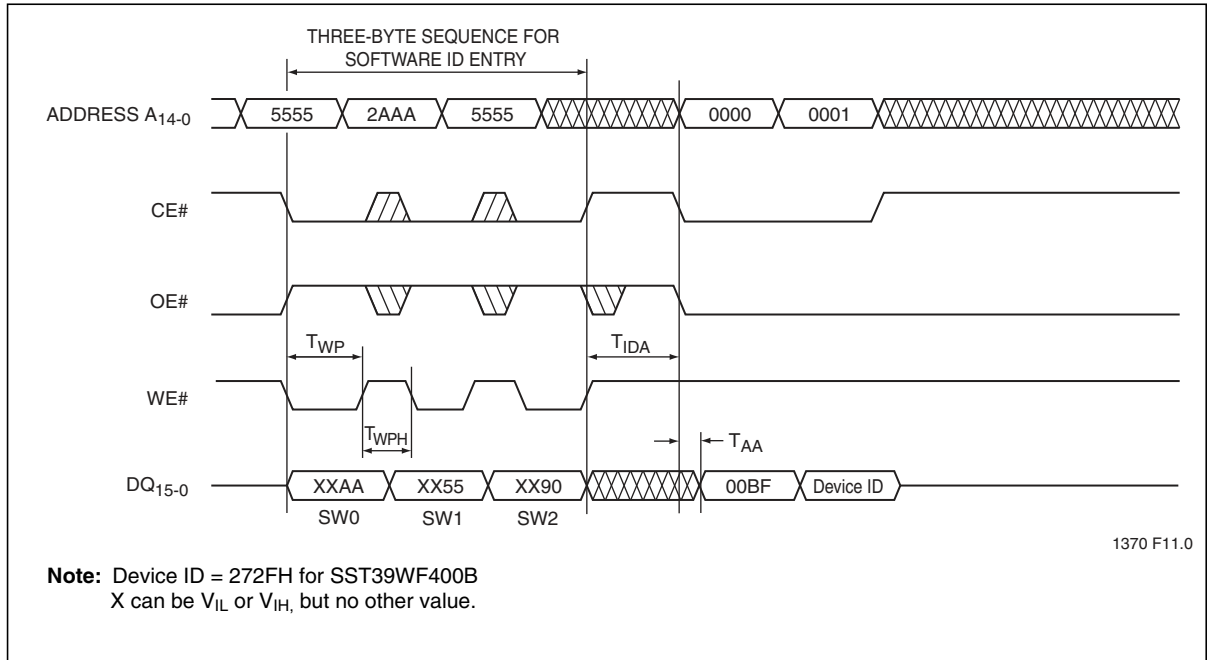 THREE-BYTE SEQUENCE FOR
SOFTWARE ID ENTRY
ADDRESS A14-0
5555 2AAA 5555 0000 0001
CE#
OE#
TWP TIDA
WE#
TWPH TAA
DQ15-0 XXAA XX55 XX90 00BF Device ID
SW0 SW1 SW2
1370 F11.0
Note: Device ID = 272FH for SST39WF400B
X can be VIL or VIH, but no other value.